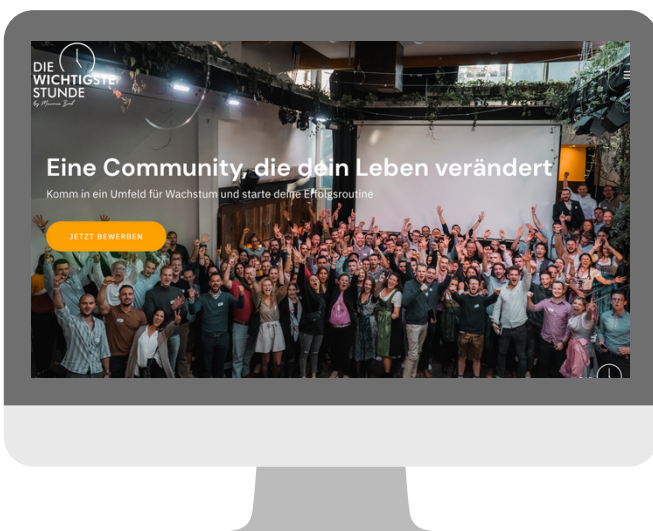 DIE
WICHTIGSTE
STUNDE
Eine Community, die dein Leben verändert
Komm in ein Umfeld für Wachstum und starte deine Erfolgsroutine
JETZT BEWERBEN